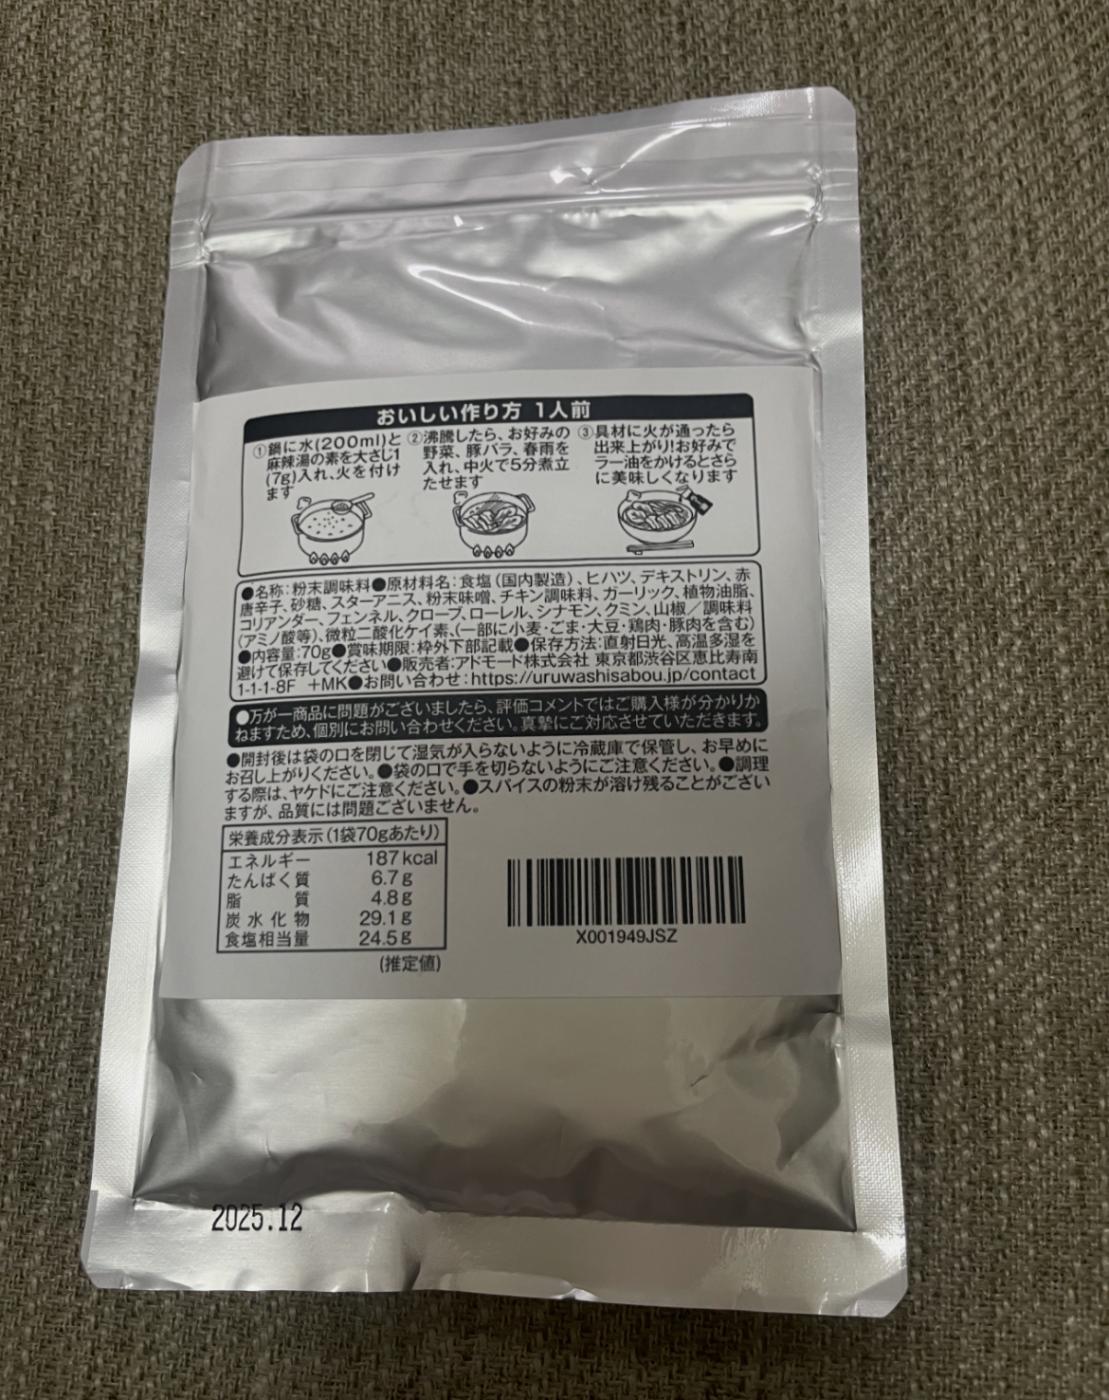 おいしい作り方 1人前
①鍋に水(200ml)と
麻辣湯の素を大さじ1
(7g)入れ、火を付け
ます
②沸騰したら、お好みの
野菜、豚バラ、春雨を
入れ、中火で5分煮立
たせます
③具材に火が通ったら
出来上がり!お好みで
ラー油をかけるとさら
に美味しくなります
●名称:粉末調味料●原材料名:食塩(国内製造)、ヒハツ、デキストリン、赤
唐辛子、砂糖、スターアニス、粉末味噌、チキン調味料、ガーリック、植物油脂、
コリアンダー、フェンネル、クローブ、ローレル、シナモン、クミン、山椒／調味料
(アミノ酸等)、微粒二酸化ケイ素、(一部に小麦・ごま・大豆・鶏肉・豚肉を含む)
●内容量:70g●賞味期限:枠外下部記載●保存方法:直射日光、高温多湿を
避けて保存してください●販売者:アドモード株式会社 東京都渋谷区恵比寿南
1-1-1-8F +MK●お問い合わせ:https://uruwashisabou.jp/contact
●万が一商品に問題がございましたら、評価コメントではご購入様が分かりか
ねますため、個別にお問い合わせください。真摯にご対応させていただきます。
●開封後は袋の口を閉じて湿気が入らないように冷蔵庫で保管し、お早めに
お召し上がりください。●袋の口で手を切らないようにご注意ください。●調理
する際は、ヤケドにご注意ください。●スパイスの粉末が溶け残ることがござい
ますが、品質には問題ございません。
栄養成分表示(1袋70gあたり)
エネルギー 187kcal
たんぱく質 6.7g
脂質 4.8g
炭水化物 29.1g
食塩相当量 24.5g
(推定値)
X001949JSZ
2025.12